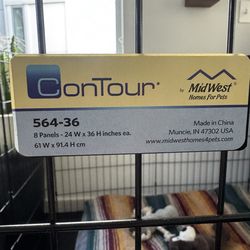 ConTour®
by MidWest®
Homes For Pets
564-36
8 Panels - 24 W x 36 H inches ea.
61 W x 91.4 H cm
Made in China
Muncie, IN 47302 USA
www.midwesthomes4pets.com